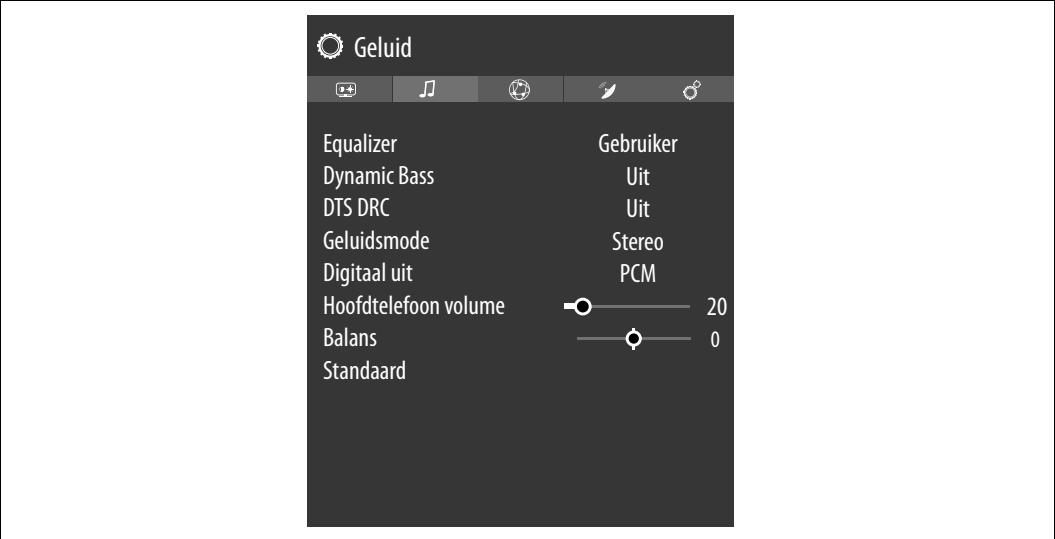 Geluid
Equalizer Gebruiker
Dynamic Bass Uit
DTS DRC Uit
Geluidsmode Stereo
Digitaal uit PCM
Hoofdtelefoon volume 20
Balans 0
Standaard